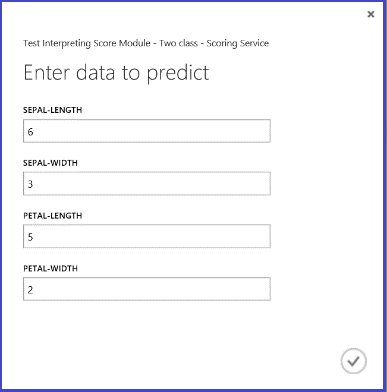 Test Interpreting Score Module - Two class - Scoring Service
Enter data to predict
SEPAL-LENGTH
6
SEPAL-WIDTH
3
PETAL-LENGTH
5
PETAL-WIDTH
2